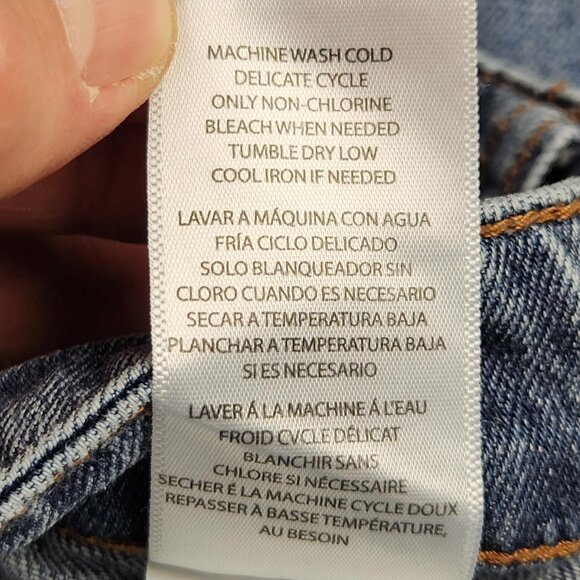 MACHINE WASH COLD
DELICATE CYCLE
ONLY NON-CHLORINE
BLEACH WHEN NEEDED
TUMBLE DRY LOW
COOL IRON IF NEEDED
LAVAR A MÁQUINA CON AGUA
FRÍA CICLO DELICADO
SOLO BLANQUEADOR SIN
CLORO CUANDO ES NECESARIO
SECAR A TEMPERATURA BAJA
PLANCHAR A TEMPERATURA BAJA
SI ES NECESARIO
LAVER Á LA MACHINE Á L'EAU
FROID CVCLE DÉLICAT
BLANCHIR SANS
CHLORE SI NÉCESSAIRE
SECHER É LA MACHINE CYCLE DOUX
REPASSER A BASSE TEMPÉRATURE,
AU BESOIN